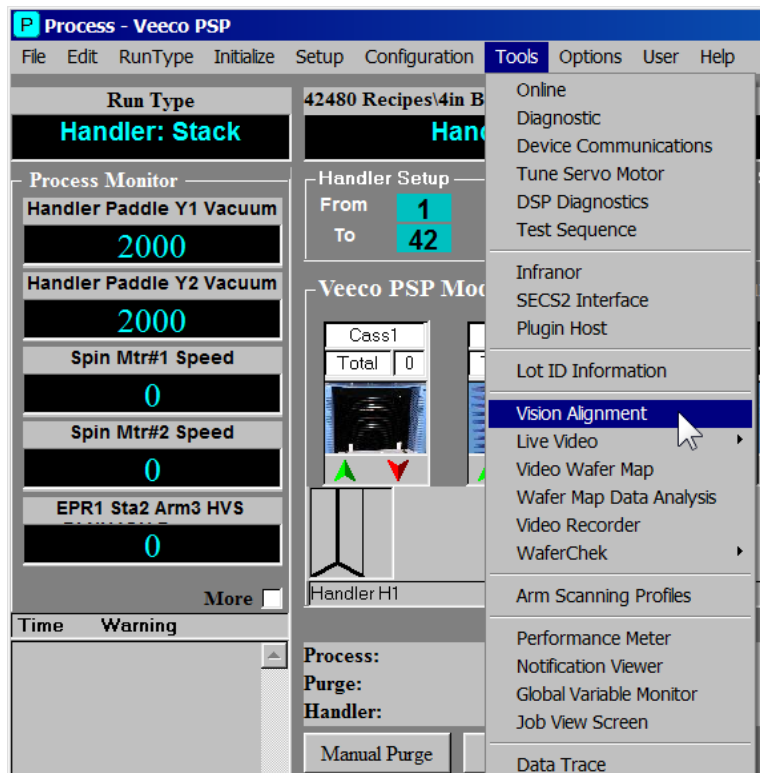 P Process - Veeco PSP
File Edit RunType Initialize Setup Configuration Tools Options User Help
Run Type
Handler: Stack
Process Monitor
Handler Paddle Y1 Vacuum
2000
Handler Paddle Y2 Vacuum
2000
Spin Mtr#1 Speed
0
Spin Mtr#2 Speed
0
EPR1 Sta2 Arm3 HVS
0
More
Time Warning
42480 Recipes\4in B
Hand
Handler Setup
From 1
To 42
Veeco PSP Mod
Cass1
Total 0
Handler H1
Process:
Purge:
Handler:
Manual Purge
Online
Diagnostic
Device Communications
Tune Servo Motor
DSP Diagnostics
Test Sequence
Infranor
SECS2 Interface
Plugin Host
Lot ID Information
Vision Alignment
Live Video
Video Wafer Map
Wafer Map Data Analysis
Video Recorder
WaferChek
Arm Scanning Profiles
Performance Meter
Notification Viewer
Global Variable Monitor
Job View Screen
Data Trace